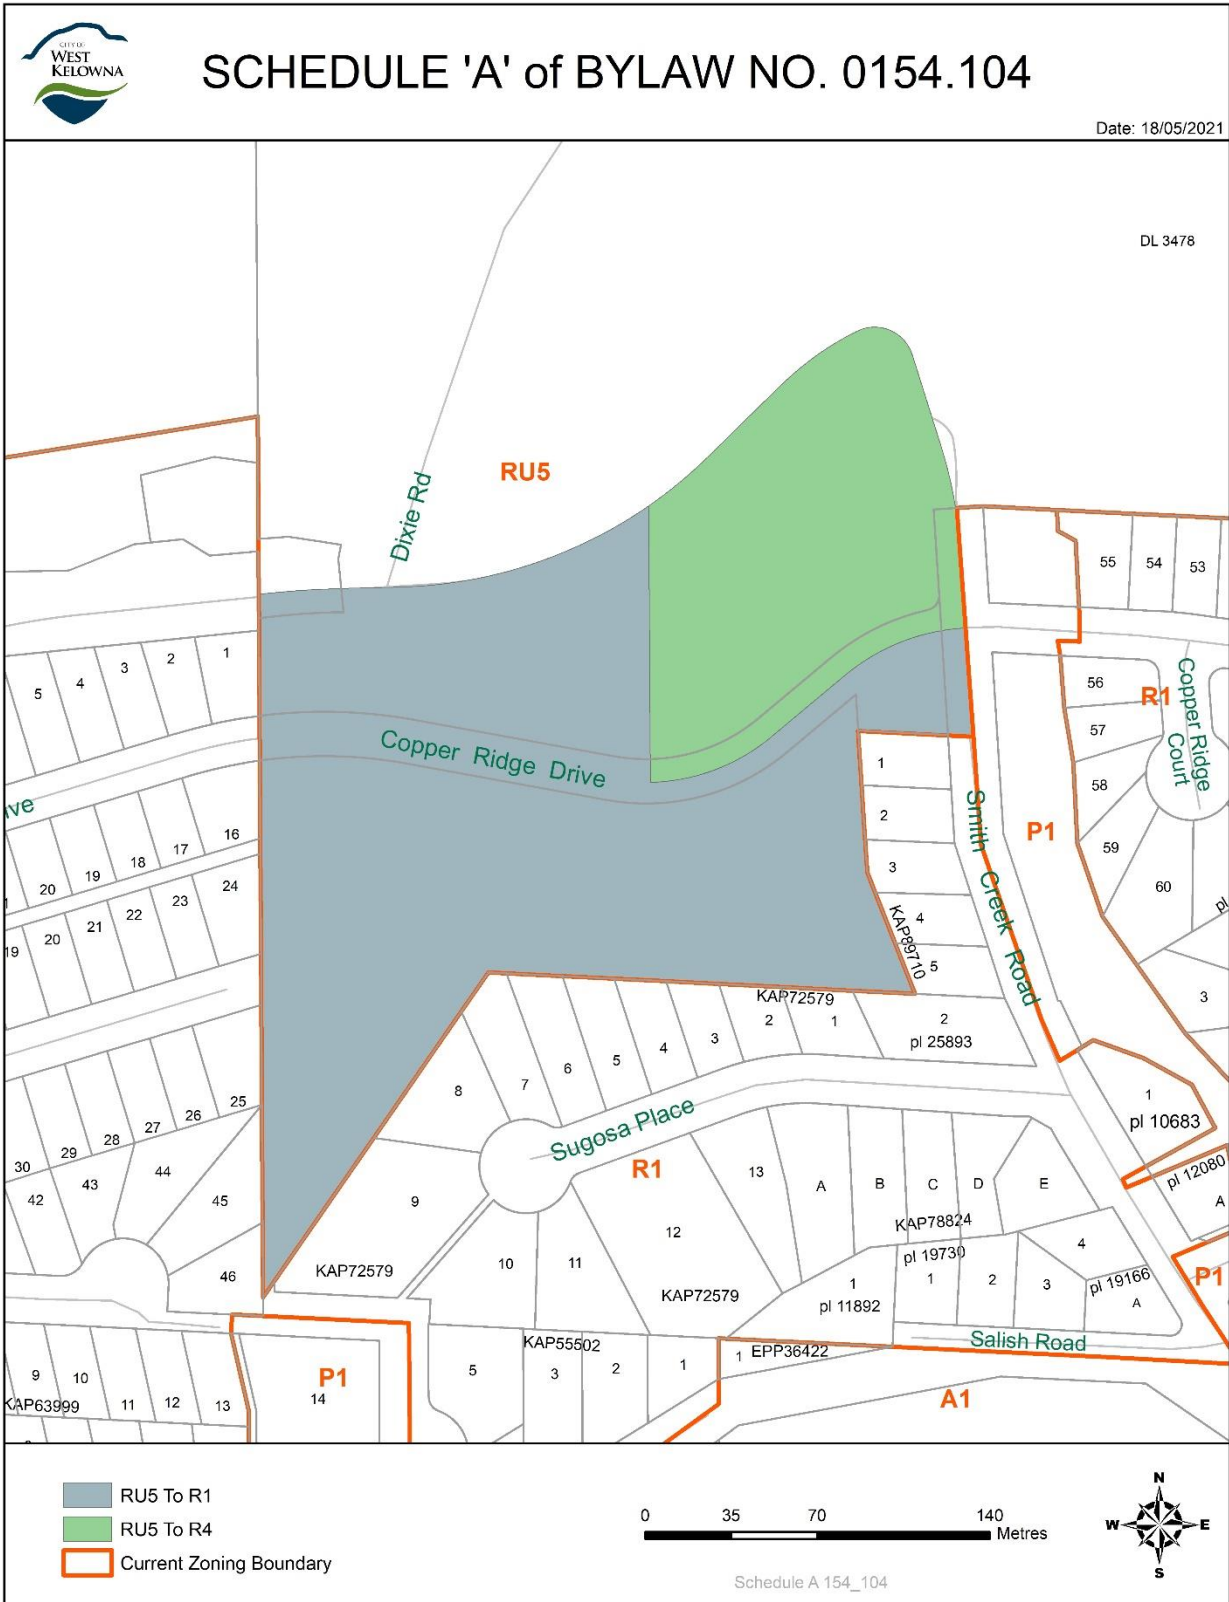 CITY OF
WEST
KELOWNA
SCHEDULE 'A' of BYLAW NO. 0154.104
Date: 18/05/2021
DL 3478
RU5
Dixie Rd
55 54 53
5 4 3 2 1
56
R1
57
58
59
60
Copper Ridge
Court
Copper Ridge Drive
ive
1
2
3
4
5
KAP89710
Smith Creek Road
P1
20 19 18 17 16
19 20 21 22 23 24
3
pl
KAP72579
8 7 6 5 4 3 2 1
2
pl 25893
1
pl 10683
pl 12080
A
30 29 28 27 26 25
42 43 44 45
46
Sugosa Place
R1
9
KAP72579
10 11 12 13
KAP72579
A B C D E
KAP78824
pl 19730
1
pl 11892
1 2 3 4
pl 19166
A
P1
Salish Road
9 10 11 12 13
KAP63999
P1
14
KAP55502
5 3 2 1
1 EPP36422
A1
RU5 To R1
RU5 To R4
Current Zoning Boundary
0 35 70 140
Metres
N
W E
S
Schedule A 154_104